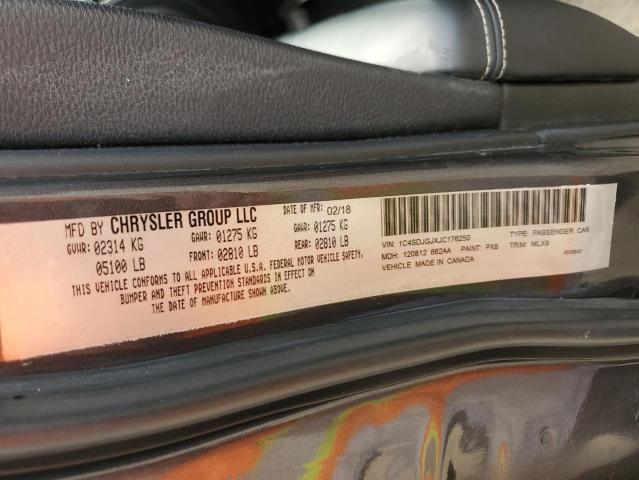 MFD BY CHRYSLER GROUP LLC
DATE OF MFR: 02/18
GVWR: 02314 KG
GAWR: 01275 KG
GAWR: 01275 KG
05100 LB
FRONT: 02810 LB
REAR: 02810 LB
THIS VEHICLE CONFORMS TO ALL APPLICABLE U.S.A. FEDERAL MOTOR VEHICLE SAFETY,
BUMPER AND THEFT PREVENTION STANDARDS IN EFFECT ON
THE DATE OF MANUFACTURE SHOWN ABOVE.
VIN: 1C4SDJGJXJC176250
TYPE: PASSENGER CAR
MDH: 120812 662AA
PAINT: PX8
TRIM: MLX9
VEHICLE MADE IN CANADA